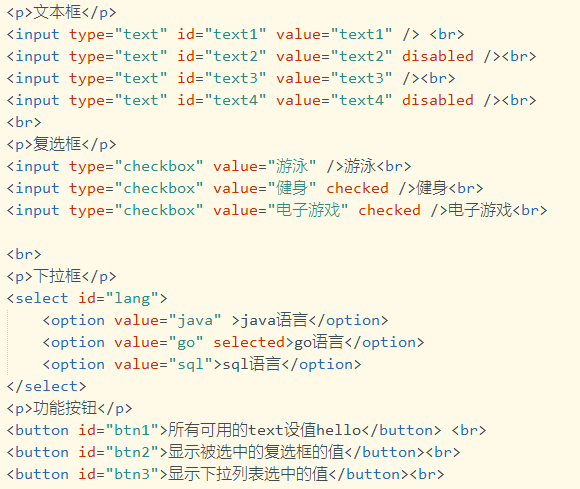 <p>文本框</p>
<input type="text" id="text1" value="text1" /> <br>
<input type="text" id="text2" value="text2" disabled /><br>
<input type="text" id="text3" value="text3" /><br>
<input type="text" id="text4" value="text4" disabled /><br>
<br>
<p>复选框</p>
<input type="checkbox" value="游泳" />游泳<br>
<input type="checkbox" value="健身" checked />健身<br>
<input type="checkbox" value="电子游戏" checked />电子游戏<br>

<br>
<p>下拉框</p>
<select id="lang">
    <option value="java" >java语言</option>
    <option value="go" selected>go语言</option>
    <option value="sql">sql语言</option>
</select>
<p>功能按钮</p>
<button id="btn1">所有可用的text设值hello</button> <br>
<button id="btn2">显示被选中的复选框的值</button><br>
<button id="btn3">显示下拉列表选中的值</button><br>